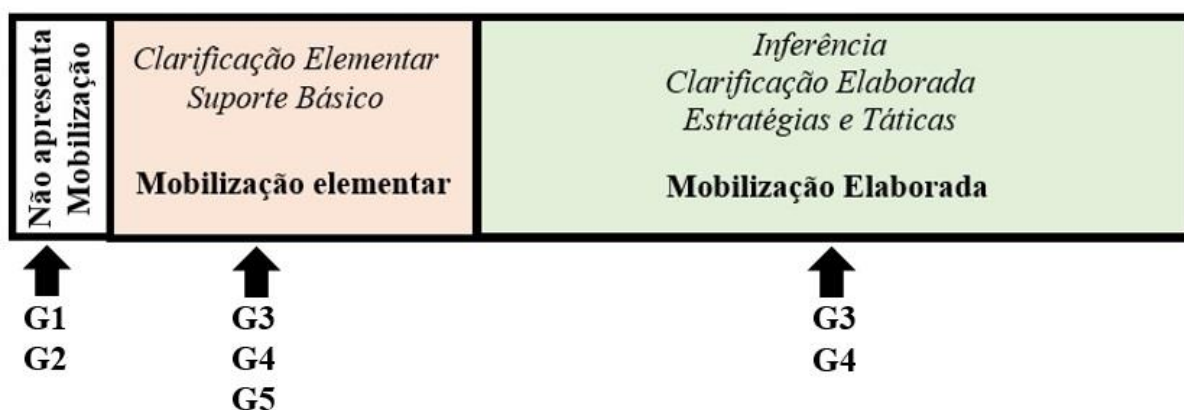 Não apresenta
Mobilização
Clarificação Elementar
Suporte Básico
Mobilização elementar
Inferência
Clarificação Elaborada
Estratégias e Táticas
Mobilização Elaborada
G1
G2
G3
G4
G5
G3
G4